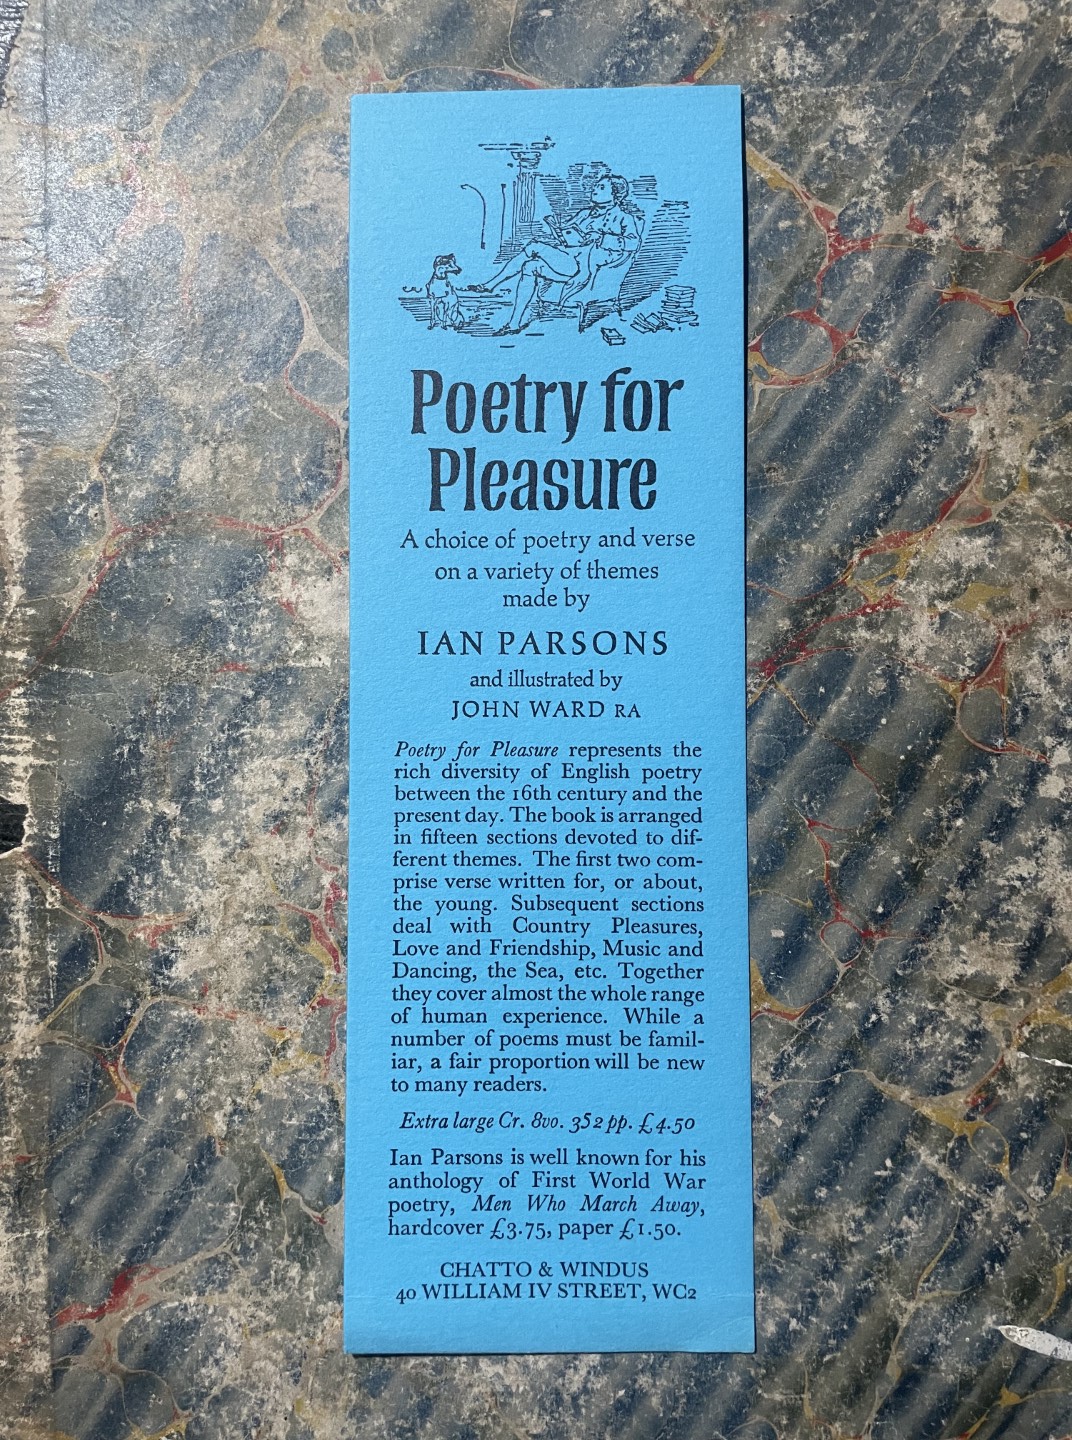 Poetry for
Pleasure
A choice of poetry and verse
on a variety of themes
made by
IAN PARSONS
and illustrated by
JOHN WARD RA
Poetry for Pleasure represents the
rich diversity of English poetry
between the 16th century and the
present day. The book is arranged
in fifteen sections devoted to dif-
ferent themes. The first two com-
prise verse written for, or about,
the young. Subsequent sections
deal with Country Pleasures,
Love and Friendship, Music and
Dancing, the Sea, etc. Together
they cover almost the whole range
of human experience. While a
number of poems must be famil-
iar, a fair proportion will be new
to many readers.
Extra large Cr. 8vo. 352 pp. £4.50
Ian Parsons is well known for his
anthology of First World War
poetry, Men Who March Away,
hardcover £3.75, paper £1.50.
CHATTO & WINDUS
40 WILLIAM IV STREET, WC2